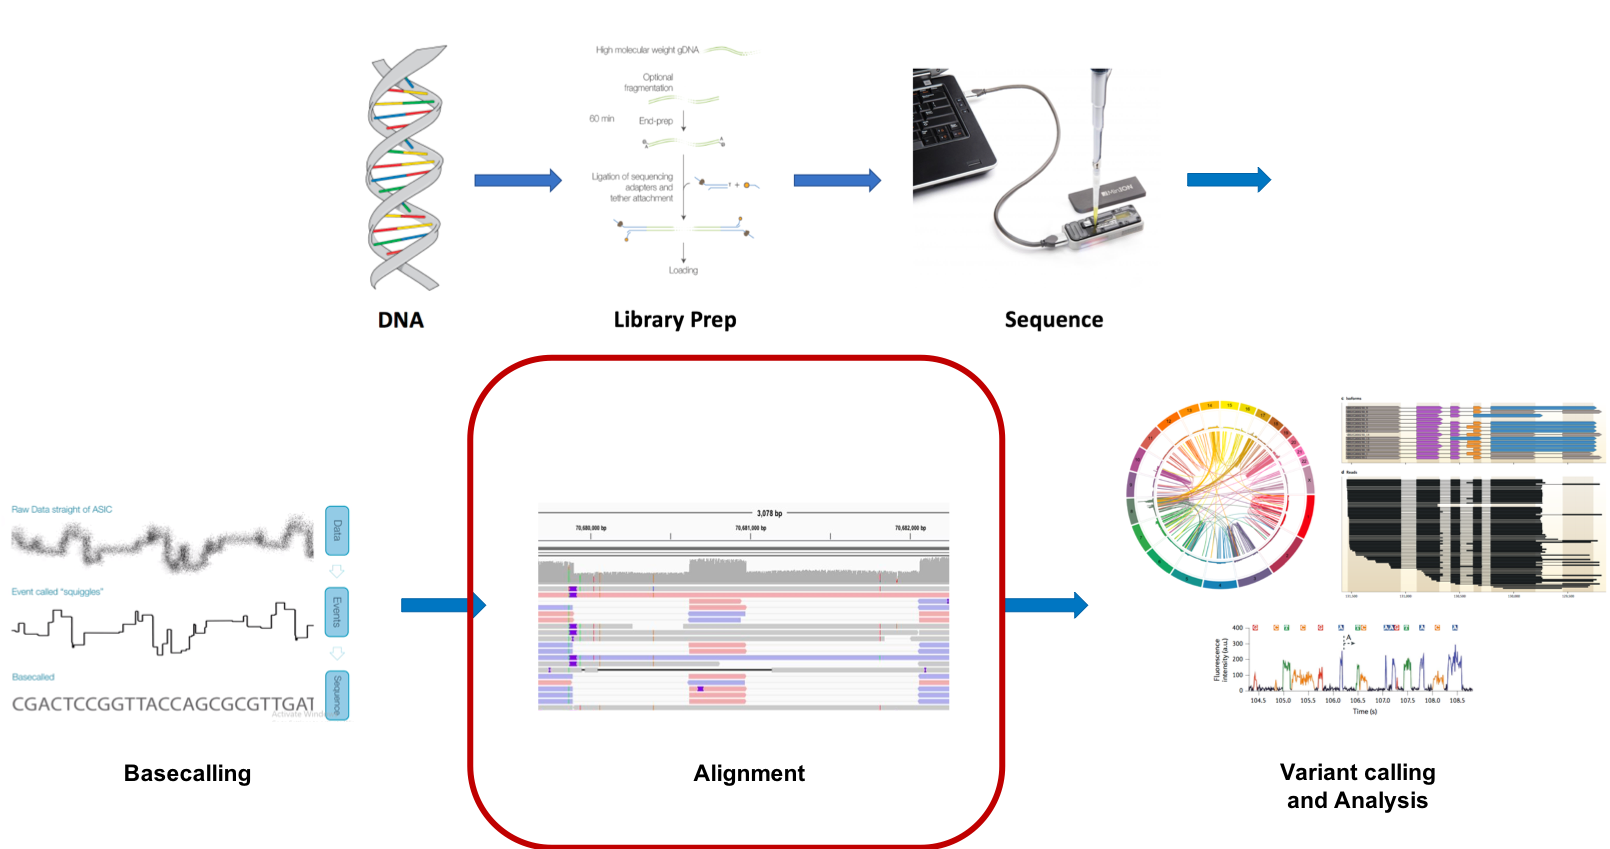 High molecular weight gDNA
Optional
fragmentation
60 min
End-prep
Ligation of sequencing
adapters and
tether attachment
Loading
DNA
Library Prep
Sequence
Raw Data straight of ASIC
Data
Event called "squiggles"
Events
Basecalled
CGACTCCGGTTACCAGCGCGTTGAT
Sequence
Basecalling
3,078 bp
70,680,000 bp
70,681,000 bp
70,682,000 bp
Alignment
c Isoforms
d Reads
G C T C G A T C A A G T A C A
A
Fluorescence
intensity (a.u.)
400
300
200
100
0
104.5 105.0 105.5 106.0 106.5 107.0 107.5 108.0 108.5
Time (s)
Variant calling
and Analysis